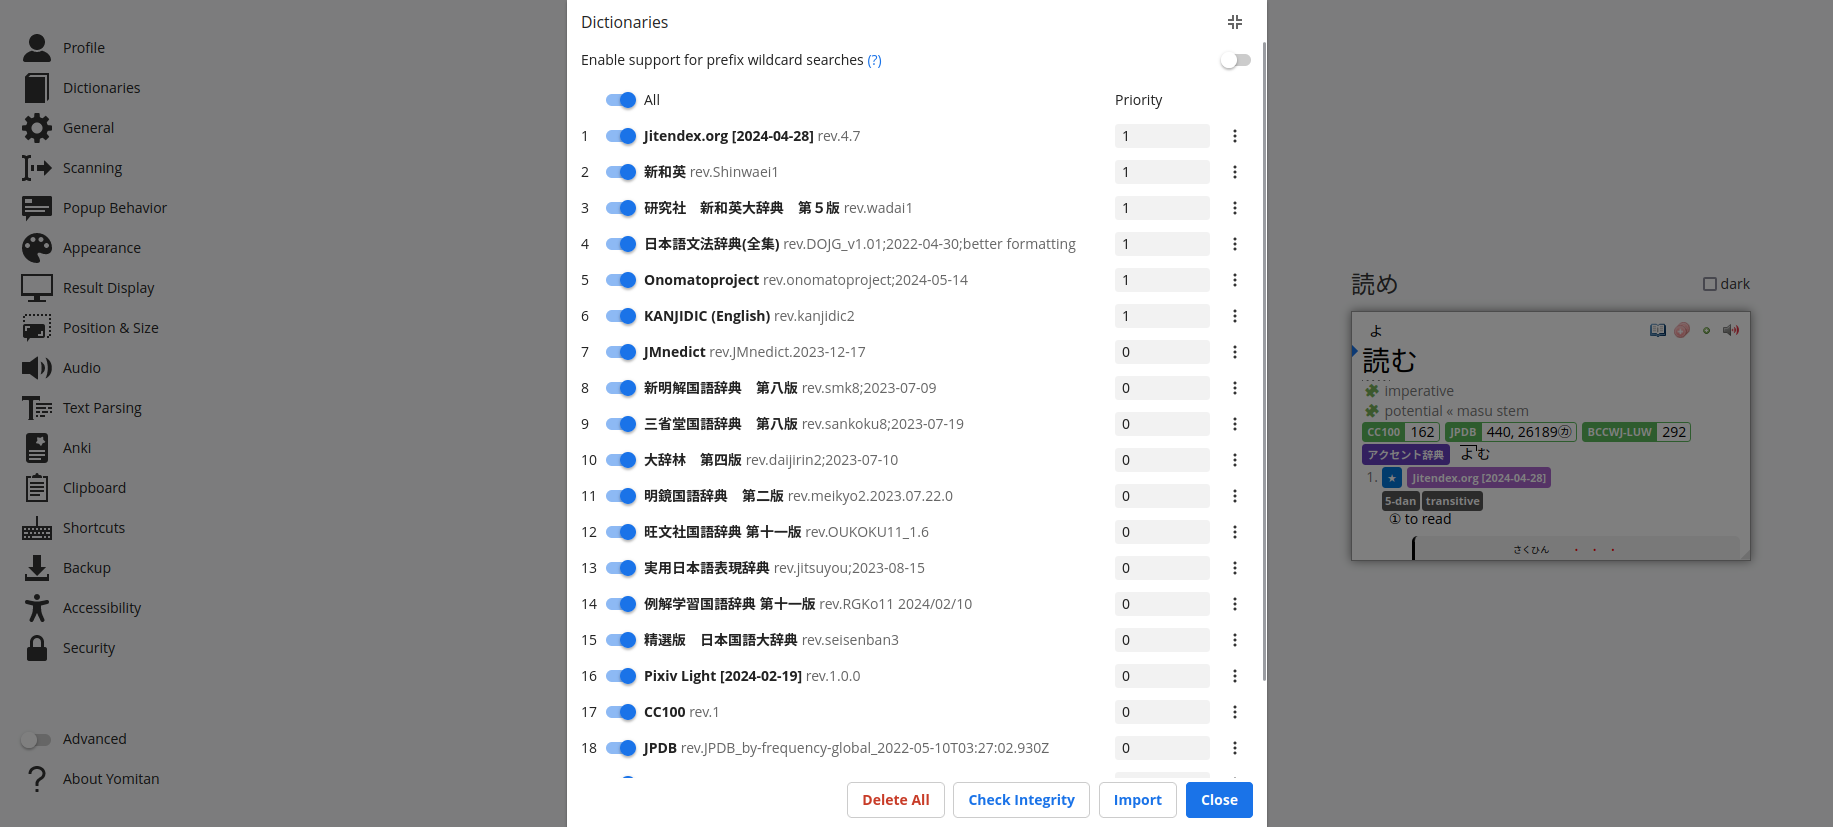 Profile
Dictionaries
General
Scanning
Popup Behavior
Appearance
Result Display
Position & Size
Audio
Text Parsing
Anki
Clipboard
Shortcuts
Backup
Accessibility
Security
Advanced
About Yomitan
Dictionaries
Enable support for prefix wildcard searches (?)
All Priority
1 Jitendex.org [2024-04-28] rev.4.7 1
2 新和英 rev.Shinwaei1 1
3 研究社　新和英大辞典　第５版 rev.wadai1 1
4 日本語文法辞典(全集) rev.DOJG_v1.01;2022-04-30;better formatting 1
5 Onomatoproject rev.onomatoproject;2024-05-14 1
6 KANJIDIC (English) rev.kanjidic2 1
7 JMnedict rev.JMnedict.2023-12-17 0
8 新明解国語辞典　第八版 rev.smk8;2023-07-09 0
9 三省堂国語辞典　第八版 rev.sankoku8;2023-07-19 0
10 大辞林　第四版 rev.daijirin2;2023-07-10 0
11 明鏡国語辞典　第二版 rev.meikyo2.2023.07.22.0 0
12 旺文社国語辞典 第十一版 rev.OUKOKU11_1.6 0
13 実用日本語表現辞典 rev.jitsuyou;2023-08-15 0
14 例解学習国語辞典 第十一版 rev.RGKo11 2024/02/10 0
15 精選版　日本国語大辞典 rev.seisenban3 0
16 Pixiv Light [2024-02-19] rev.1.0.0 0
17 CC100 rev.1 0
18 JPDB rev.JPDB_by-frequency-global_2022-05-10T03:27:02.930Z 0
Delete All Check Integrity Import Close
読め dark
よ
読む
imperative
potential « masu stem
CC100 162 JPDB 440, 26189㋕ BCCWJ-LUW 292
アクセント辞典 よむ
1. ★ Jitendex.org [2024-04-28]
5-dan transitive
① to read
さくひん